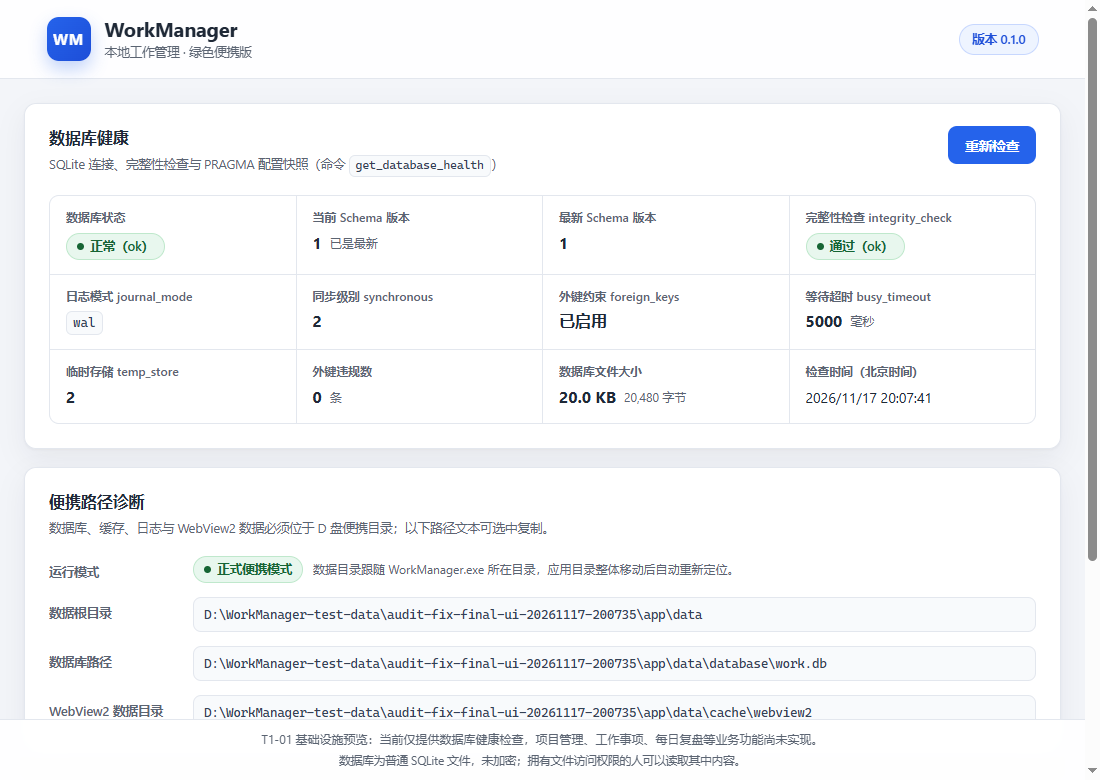 WM
WorkManager
本地工作管理 · 绿色便携版
版本 0.1.0
数据库健康
SQLite 连接、完整性检查与 PRAGMA 配置快照（命令 get_database_health）
重新检查
数据库状态
正常（ok）
当前 Schema 版本
1 已是最新
最新 Schema 版本
1
完整性检查 integrity_check
通过（ok）
日志模式 journal_mode
wal
同步级别 synchronous
2
外键约束 foreign_keys
已启用
等待超时 busy_timeout
5000 毫秒
临时存储 temp_store
2
外键违规数
0 条
数据库文件大小
20.0 KB 20,480 字节
检查时间（北京时间）
2026/11/17 20:07:41
便携路径诊断
数据库、缓存、日志与 WebView2 数据必须位于 D 盘便携目录；以下路径文本可选中复制。
运行模式
正式便携模式 数据目录跟随 WorkManager.exe 所在目录，应用目录整体移动后自动重新定位。
数据根目录
D:\WorkManager-test-data\audit-fix-final-ui-20261117-200735\app\data
数据库路径
D:\WorkManager-test-data\audit-fix-final-ui-20261117-200735\app\data\database\work.db
WebView2 数据目录
D:\WorkManager-test-data\audit-fix-final-ui-20261117-200735\app\data\cache\webview2
T1-01 基础设施预览：当前仅提供数据库健康检查，项目管理、工作事项、每日复盘等业务功能尚未实现。
数据库为普通 SQLite 文件，未加密；拥有文件访问权限的人可以读取其中内容。